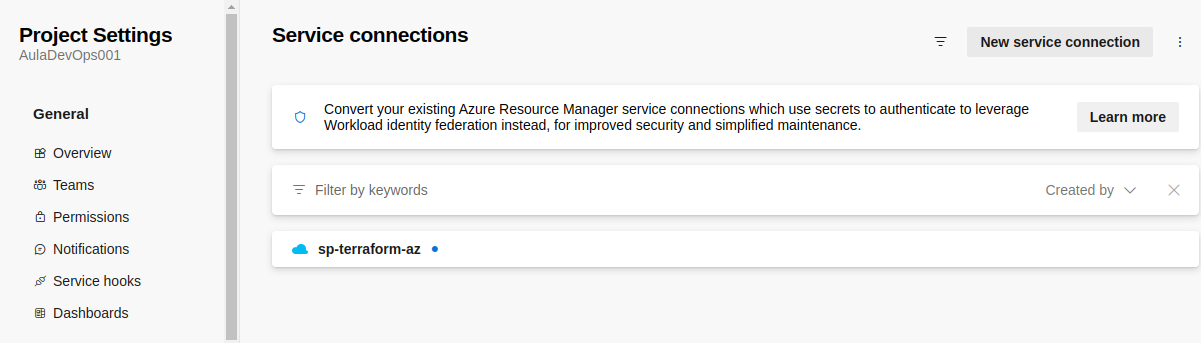 Project Settings
AulaDevOps001
General
Overview
Teams
Permissions
Notifications
Service hooks
Dashboards
Service connections
New service connection
Convert your existing Azure Resource Manager service connections which use secrets to authenticate to leverage
Workload identity federation instead, for improved security and simplified maintenance.
Learn more
Filter by keywords
Created by
sp-terraform-az